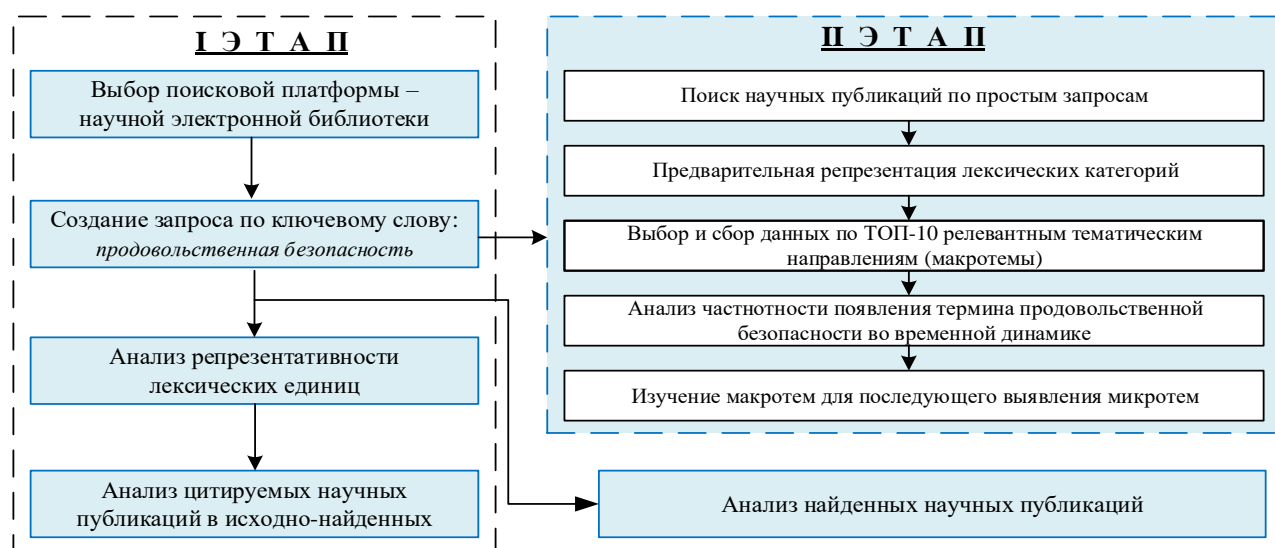 I Э Т А П
Выбор поисковой платформы –
научной электронной библиотеки
Создание запроса по ключевому слову:
продовольственная безопасность
Анализ репрезентативности
лексических единиц
Анализ цитируемых научных
публикаций в исходно-найденных
II Э Т А П
Поиск научных публикаций по простым запросам
Предварительная репрезентация лексических категорий
Выбор и сбор данных по ТОП-10 релевантным тематическим
направлениям (макротемы)
Анализ частнотности появления термина продовольственной
безопасности во временной динамике
Изучение макротем для последующего выявления микротем
Анализ найденных научных публикаций